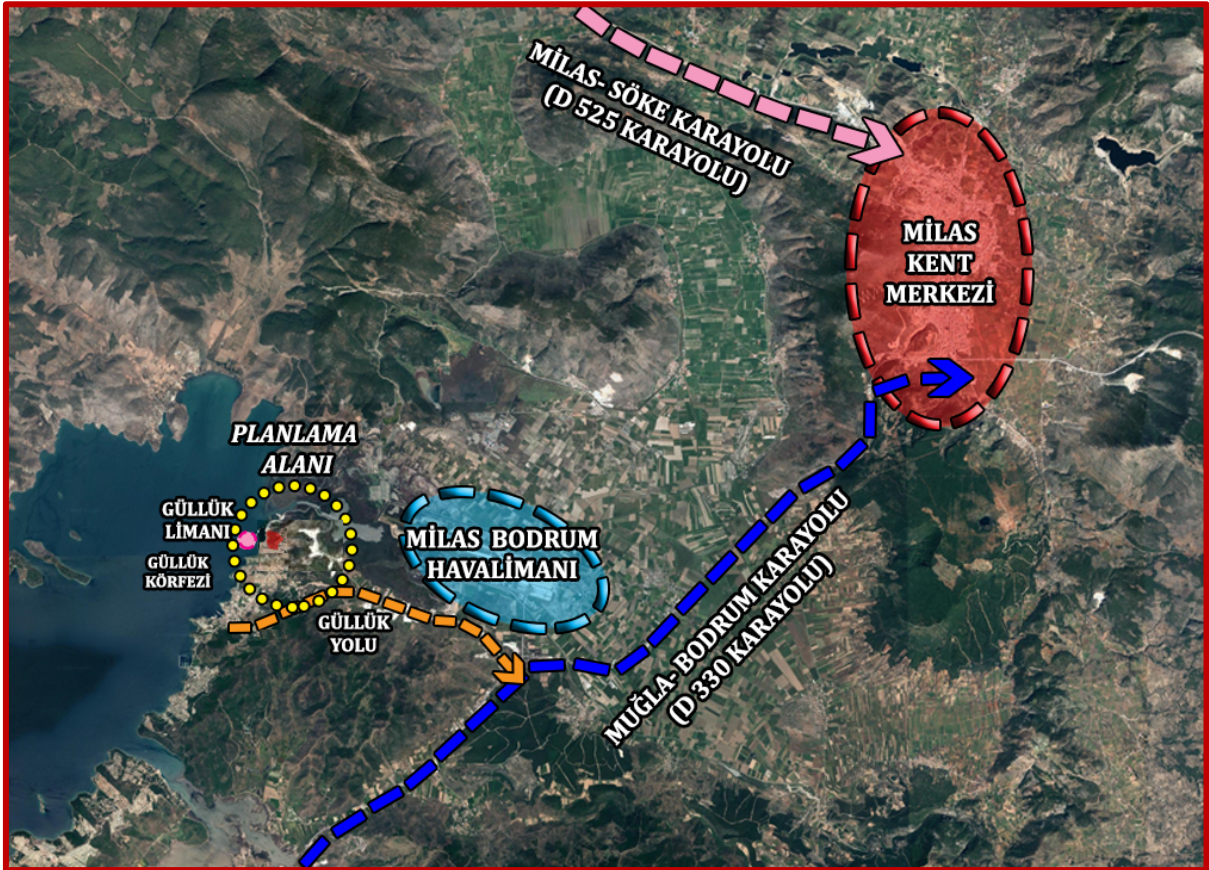 MİLAS- SÖKE KARAYOLU
(D 525 KARAYOLU)
MİLAS
KENT
MERKEZİ
PLANLAMA
ALANI
GÜLLÜK
LİMANI
GÜLLÜK
KÖRFEZİ
MİLAS BODRUM
HAVALİMANI
GÜLLÜK
YOLU
MUĞLA- BODRUM KARAYOLU
(D 330 KARAYOLU)